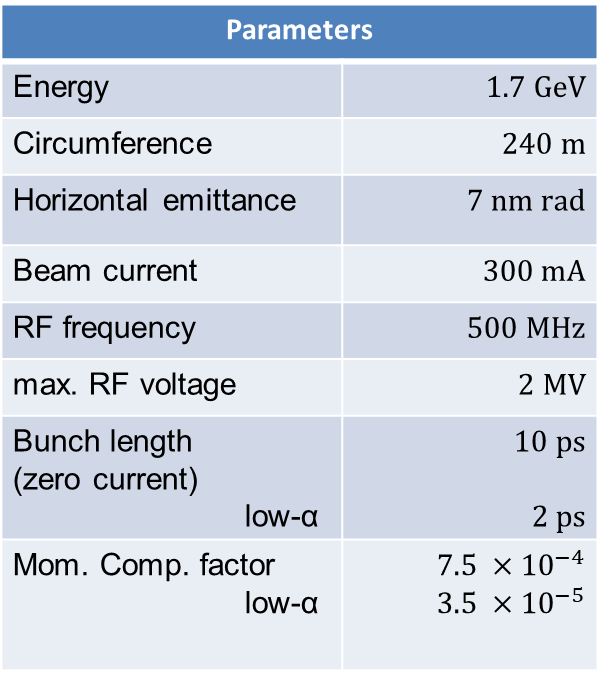 Parameters
Energy 1.7 GeV
Circumference 240 m
Horizontal emittance 7 nm rad
Beam current 300 mA
RF frequency 500 MHz
max. RF voltage 2 MV
Bunch length 10 ps
(zero current)
low-α 2 ps
Mom. Comp. factor 7.5 × 10⁻⁴
low-α 3.5 × 10⁻⁵